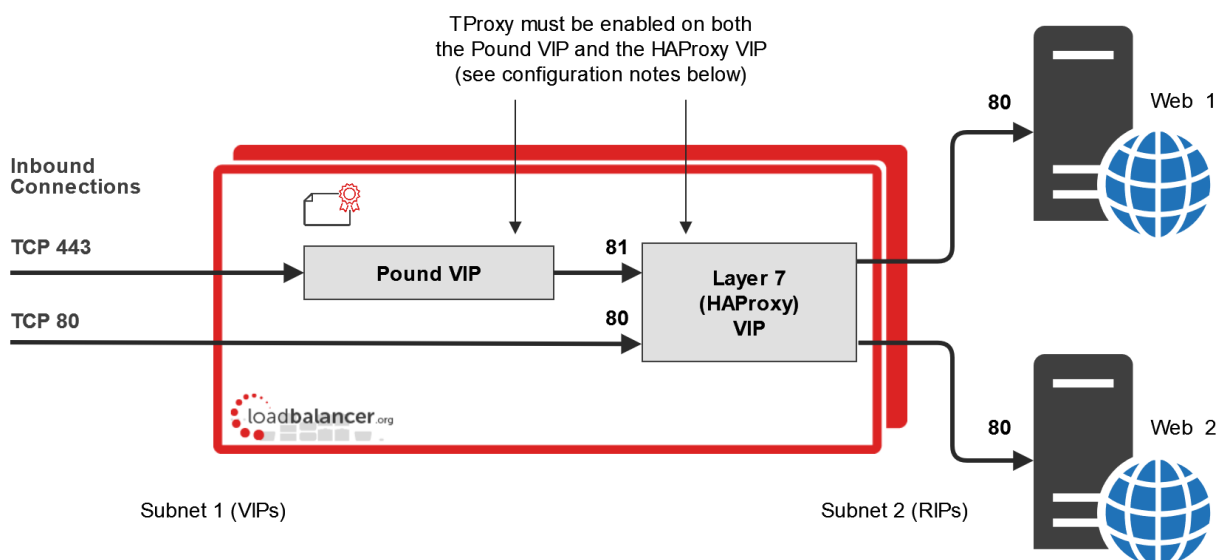 TProxy must be enabled on both
the Pound VIP and the HAProxy VIP
(see configuration notes below)
80
Web 1
Inbound
Connections
TCP 443
Pound VIP
81
Layer 7
(HAProxy)
VIP
TCP 80
80
loadbalancer.org
80
Web 2
Subnet 1 (VIPs)
Subnet 2 (RIPs)